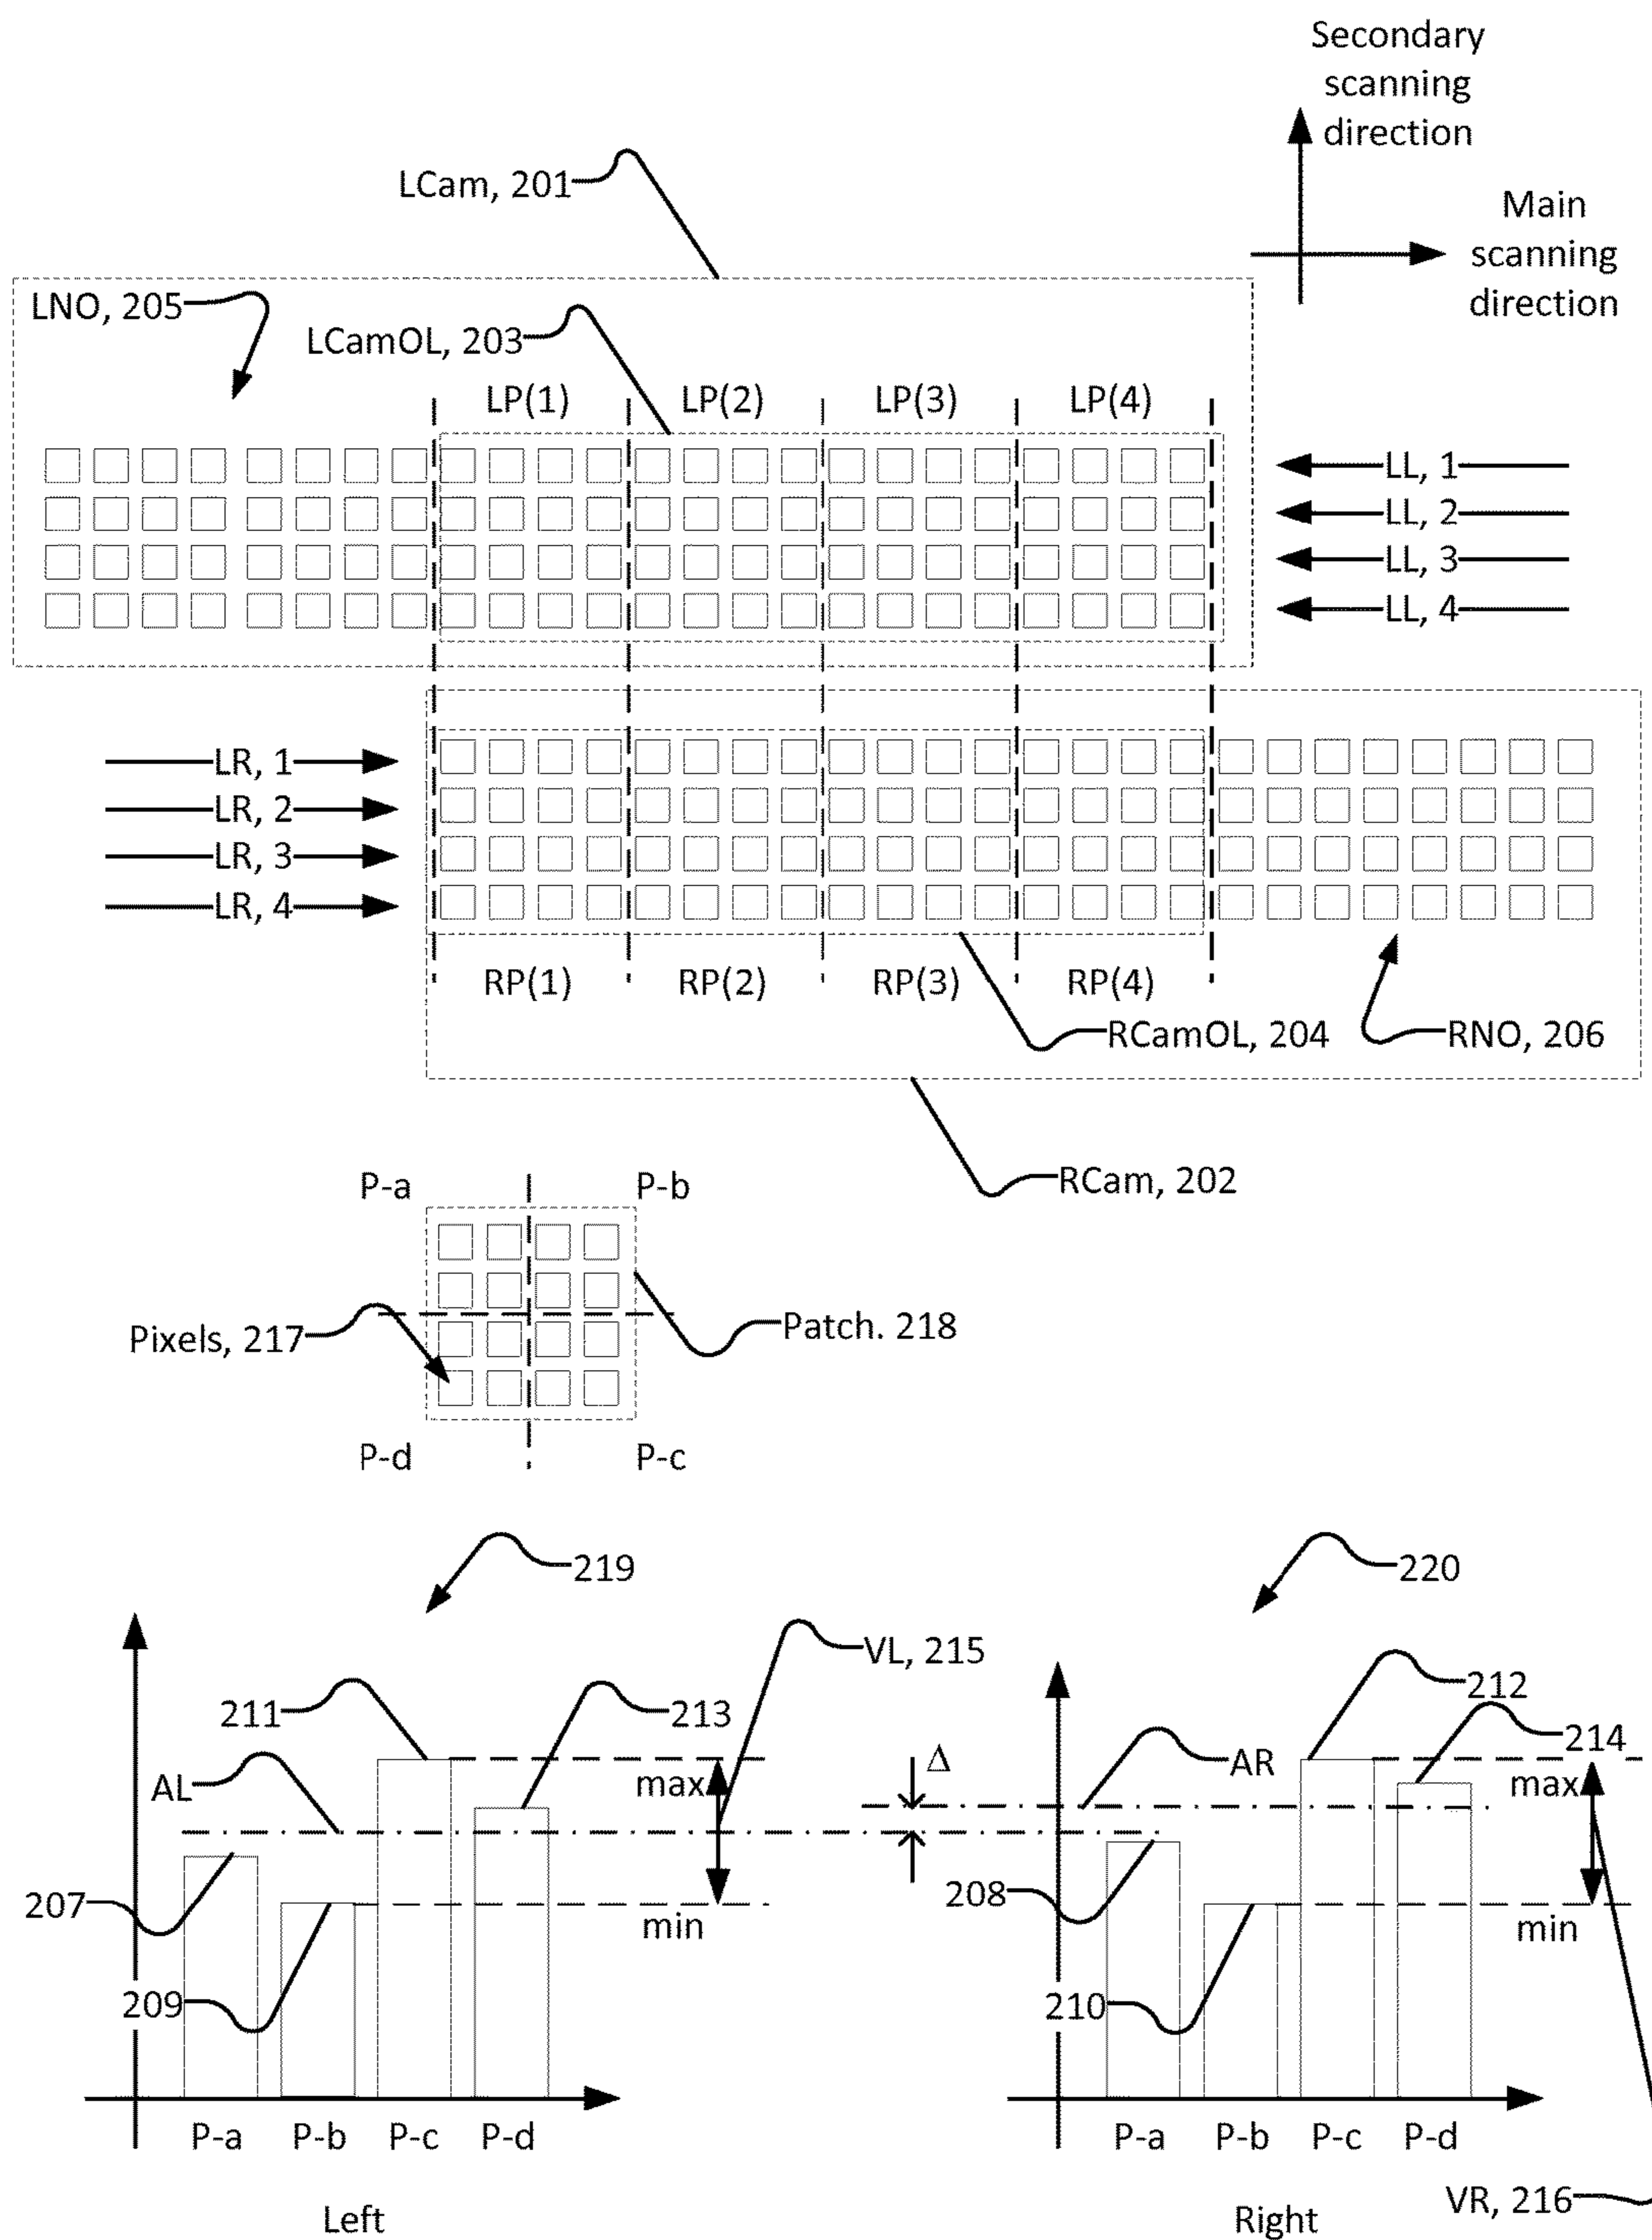 Secondary
scanning
direction
LCam, 201
Main
scanning
direction
LNO, 205
LCamOL, 203
LP(1) LP(2) LP(3) LP(4)
LL, 1
LL, 2
LL, 3
LL, 4
LR, 1
LR, 2
LR, 3
LR, 4
RP(1) RP(2) RP(3) RP(4)
RCamOL, 204
RNO, 206
RCam, 202
P-a P-b
Pixels, 217
Patch. 218
P-d P-c
219
220
VL, 215
211
213
212
214
AL
max
Δ
AR
max
207
208
min
min
209
210
P-a P-b P-c P-d
P-a P-b P-c P-d
VR, 216
Left
Right